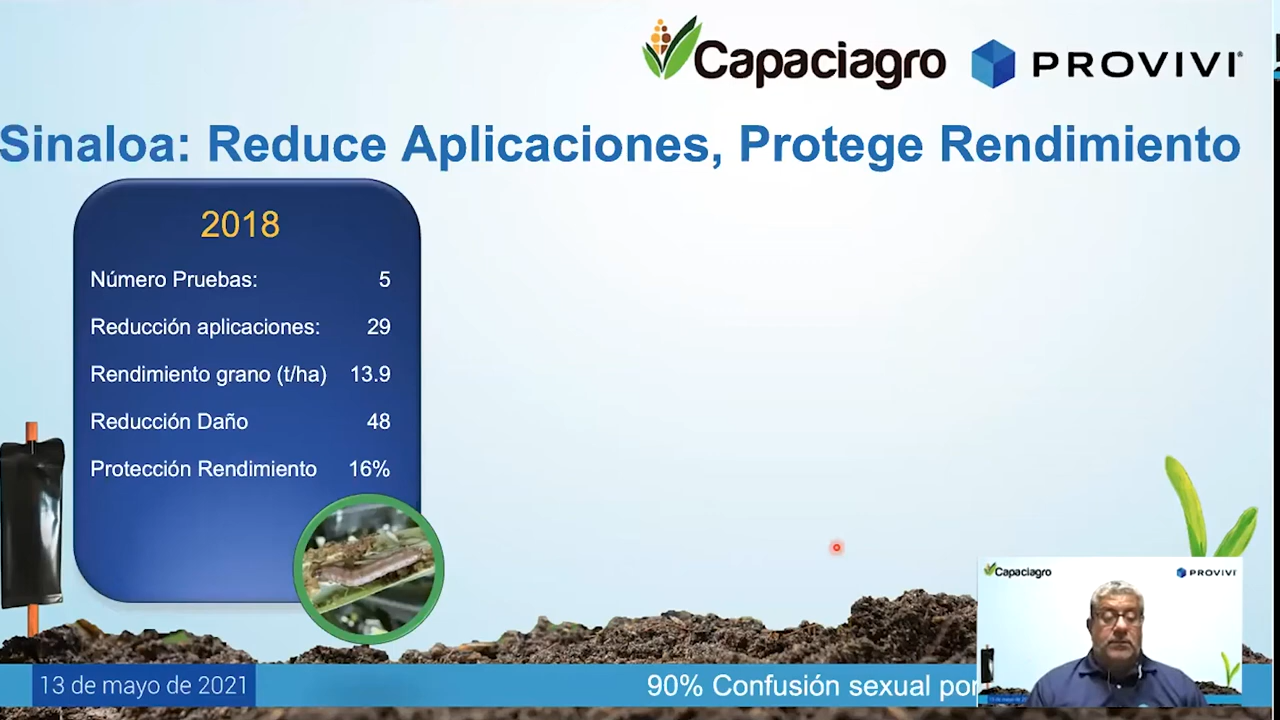 Capaciagro
PROVIVI
Sinaloa: Reduce Aplicaciones, Protege Rendimiento
2018
Número Pruebas: 5
Reducción aplicaciones: 29
Rendimiento grano (t/ha) 13.9
Reducción Daño 48
Protección Rendimiento 16%
Capaciagro
PROVIVI
13 de mayo de 2021
90% Confusión sexual por